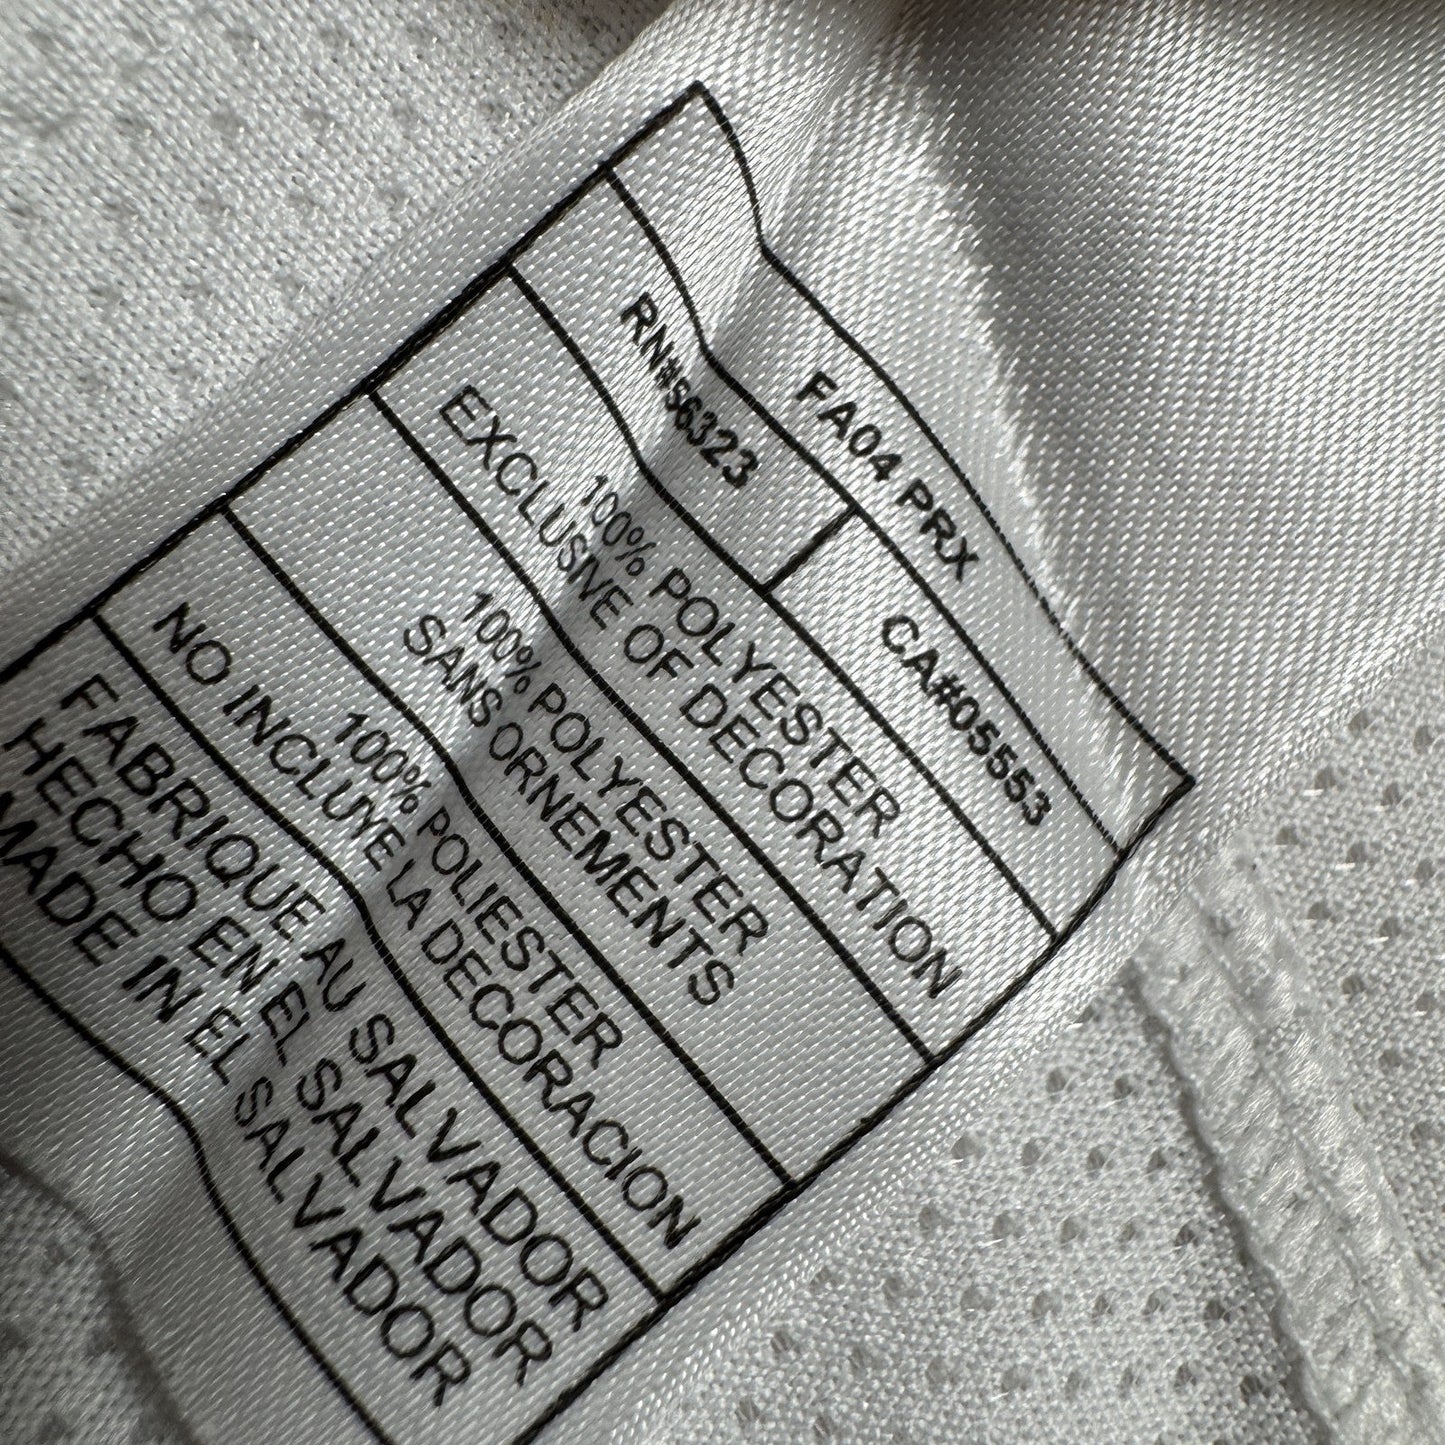 FA04 PRX
RN#56323 CA#05553
100% POLYESTER
EXCLUSIVE OF DECORATION
100% POLYESTER
SANS ORNEMENTS
100% POLIESTER
NO INCLUYE LA DECORACION
FABRIQUE AU SALVADOR
HECHO EN EL SALVADOR
MADE IN EL SALVADOR